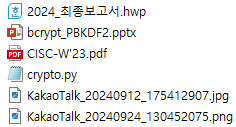 2024_최종보고서.hwp
bcrypt_PBKDF2.pptx
CISC-W'23.pdf
crypto.py
KakaoTalk_20240912_175412907.jpg
KakaoTalk_20240924_130452075.png